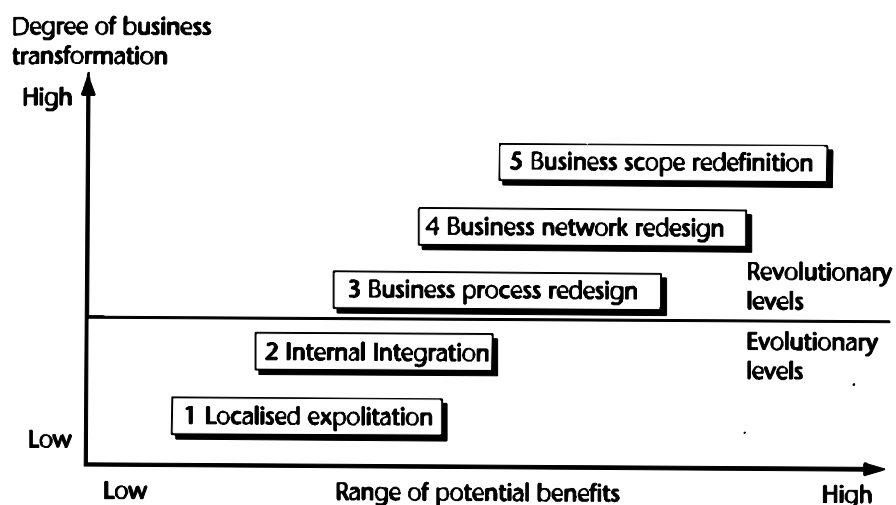 Degree of business
transformation
High
5 Business scope redefinition
4 Business network redesign
3 Business process redesign
Revolutionary
levels
2 Internal Integration
Evolutionary
levels
1 Localised expolitation
Low
Low
Range of potential benefits
High